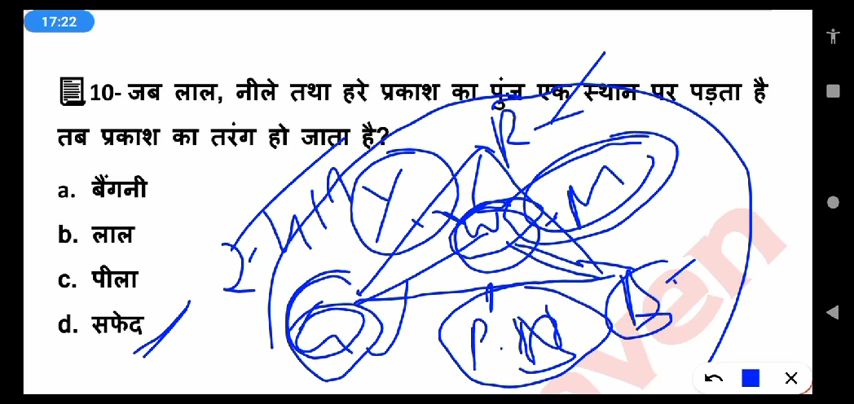 17:22
10- जब लाल, नीले तथा हरे प्रकाश का पुंज एक स्थान पर पड़ता है
तब प्रकाश का तरंग हो जाता है?
a. बैंगनी
b. लाल
c. पीला
d. सफेद
R
Y
M
W
G
B